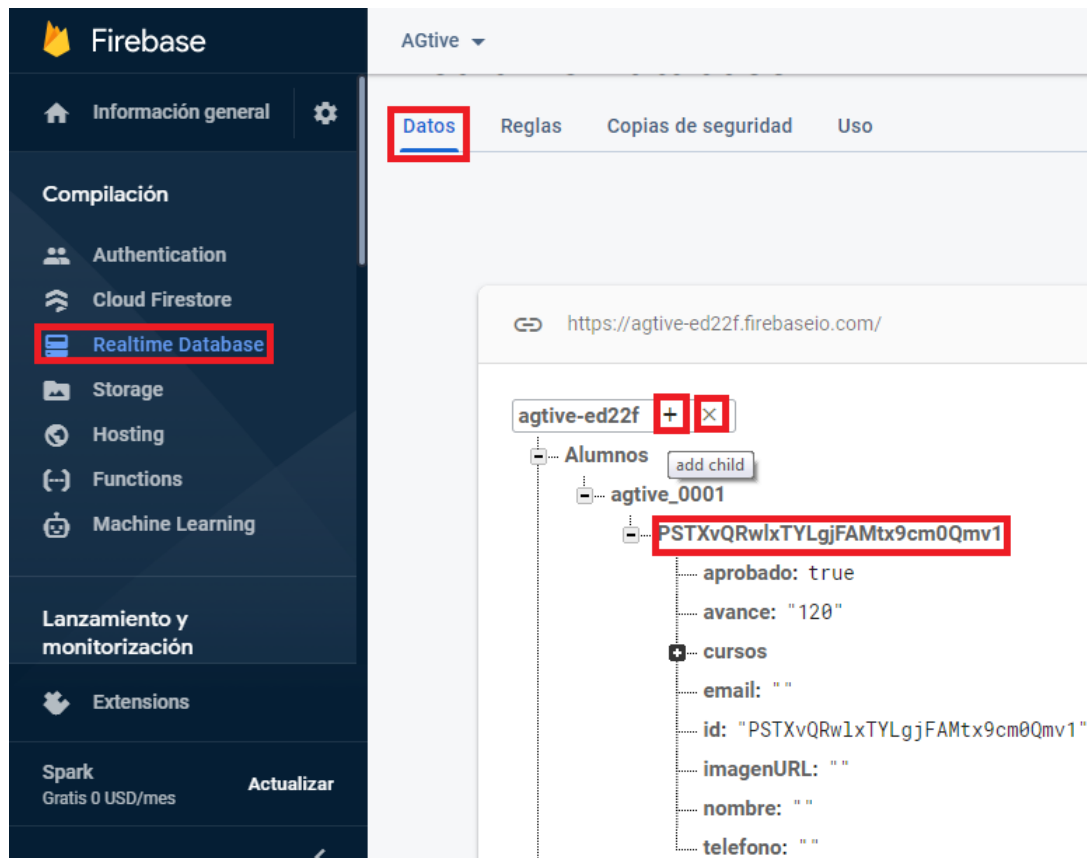 Firebase
Información general
Compilación
Authentication
Cloud Firestore
Realtime Database
Storage
Hosting
Functions
Machine Learning
Lanzamiento y
monitorización
Extensions
Spark
Gratis 0 USD/mes
Actualizar
AGtive
Datos
Reglas
Copias de seguridad
Uso
https://agtive-ed22f.firebaseio.com/
agtive-ed22f + ×
add child
Alumnos
agtive_0001
PSTXvQRwlxTYLgjFAMtx9cm0Qmv1
aprobado: true
avance: "120"
cursos
email: ""
id: "PSTXvQRwlxTYLgjFAMtx9cm0Qmv1"
imagenURL: ""
nombre: ""
telefono: ""